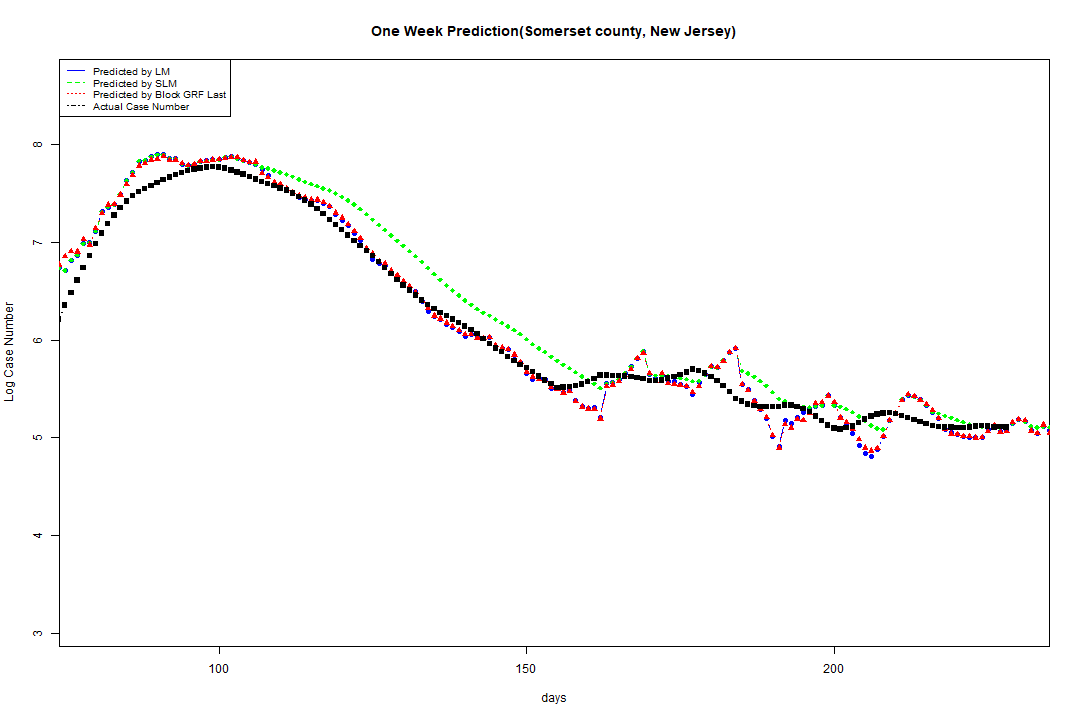 One Week Prediction(Somerset county, New Jersey)
Predicted by LM
Predicted by SLM
Predicted by Block GRF Last
Actual Case Number
8
7
6
5
4
3
Log Case Number
100
150
200
days